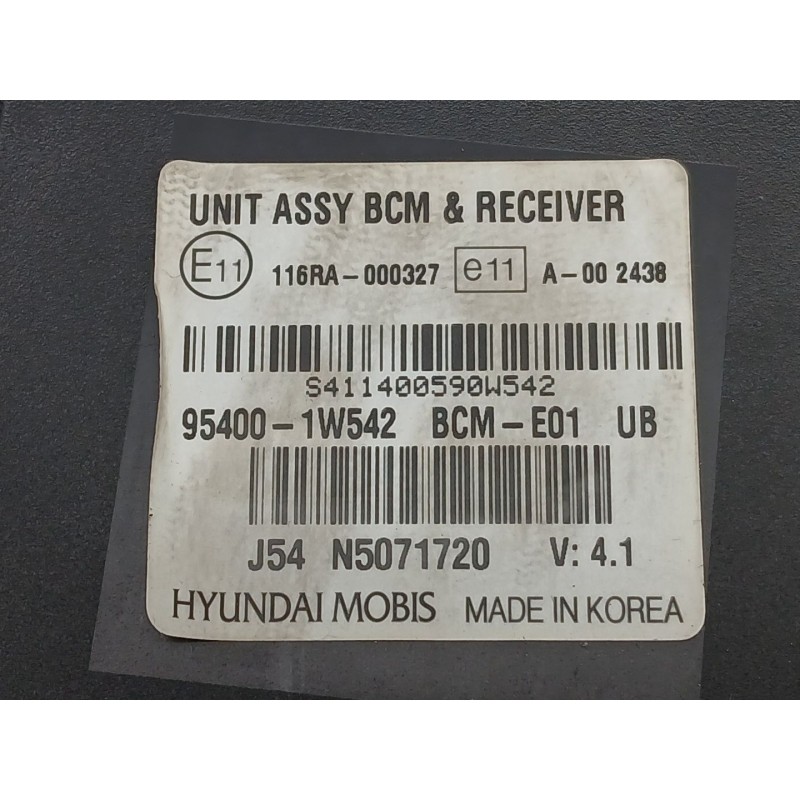 UNIT ASSY BCM & RECEIVER
E11 116RA-000327 e11 A-00 2438
S411400590W542
95400-1W542 BCM-E01 UB
J54 N5071720 V: 4.1
HYUNDAI MOBIS MADE IN KOREA